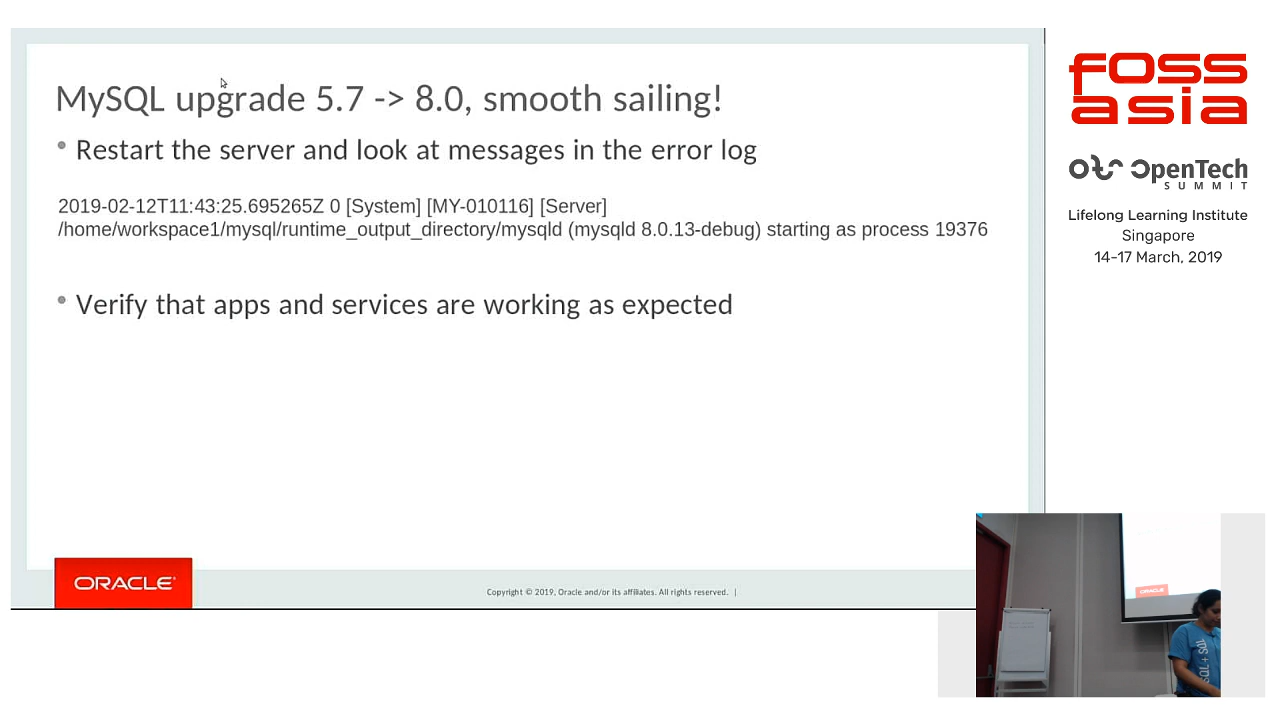 MySQL upgrade 5.7 -> 8.0, smooth sailing!
• Restart the server and look at messages in the error log
2019-02-12T11:43:25.695265Z 0 [System] [MY-010116] [Server]
/home/workspace1/mysql/runtime_output_directory/mysqld (mysqld 8.0.13-debug) starting as process 19376
• Verify that apps and services are working as expected
ORACLE
Copyright © 2019, Oracle and/or its affiliates. All rights reserved. |
FOSS
asia
OpenTech
SUMMIT
Lifelong Learning Institute
Singapore
14-17 March, 2019
ORACLE
SQL + SQL